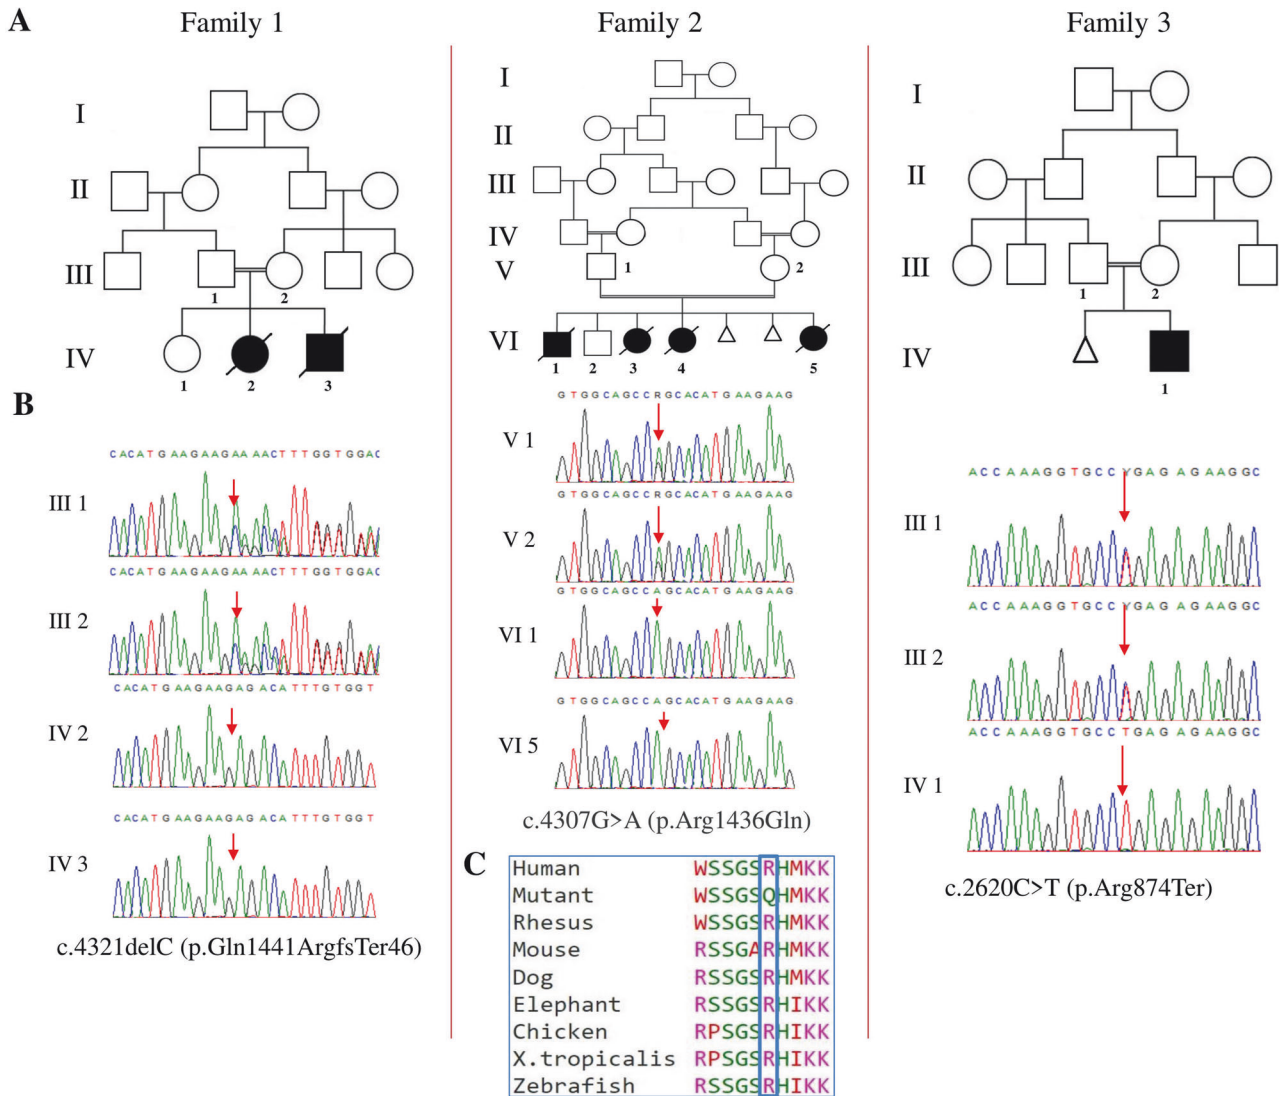 A
Family 1
Family 2
Family 3
I
II
III
1
2
IV
1
2
3
I
II
III
IV
V
1
2
VI
1
2
3
4
5
I
II
III
1
2
IV
1
B
CACATGAAGAAGAAAACTTTGGTGGAC
III 1
CACATGAAGAAGAAAACTTTGGTGGAC
III 2
CACATGAAGAAGAGACATTTGTGGT
IV 2
CACATGAAGAAGAGACATTTGTGGT
IV 3
c.4321delC (p.Gln1441ArgfsTer46)
GTGGCAGCCRGCACATGAAGAAG
V 1
GTGGCAGCCRGCACATGAAGAAG
V 2
GTGGCAGCCAGCACATGAAGAAG
VI 1
GTGGCAGCCAGCACATGAAGAAG
VI 5
c.4307G>A (p.Arg1436Gln)
ACCAAAGGTGCCYGAGAGAAGGC
III 1
ACCAAAGGTGCCYGAGAGAAGGC
III 2
ACCAAAGGTGCCTGAGAGAAGGC
IV 1
c.2620C>T (p.Arg874Ter)
C
Human WSSGSRHMKK
Mutant WSSGSQHMKK
Rhesus WSSGSRHMKK
Mouse RSSGARHMKK
Dog RSSGSRHMKK
Elephant RSSGSRHIKK
Chicken RPSGSRHIKK
X.tropicalis RPSGSRHIKK
Zebrafish RSSGSRHIKK